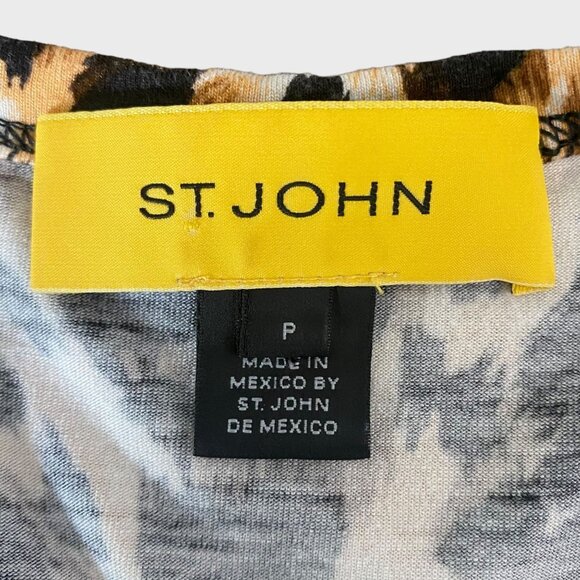 ST. JOHN
P
MADE IN
MEXICO BY
ST. JOHN
DE MEXICO